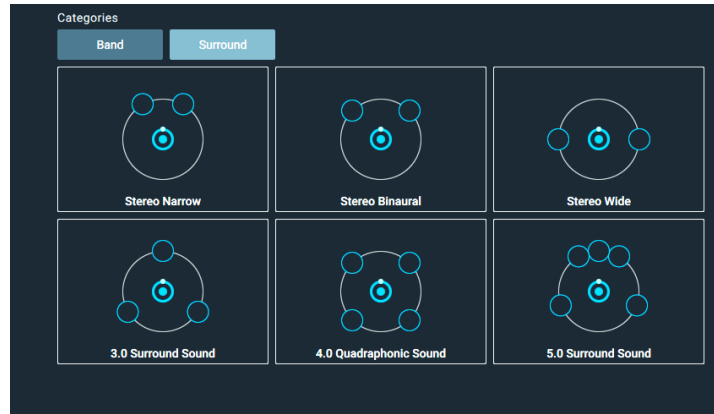 Categories
Band
Surround
Stereo Narrow
Stereo Binaural
Stereo Wide
3.0 Surround Sound
4.0 Quadraphonic Sound
5.0 Surround Sound